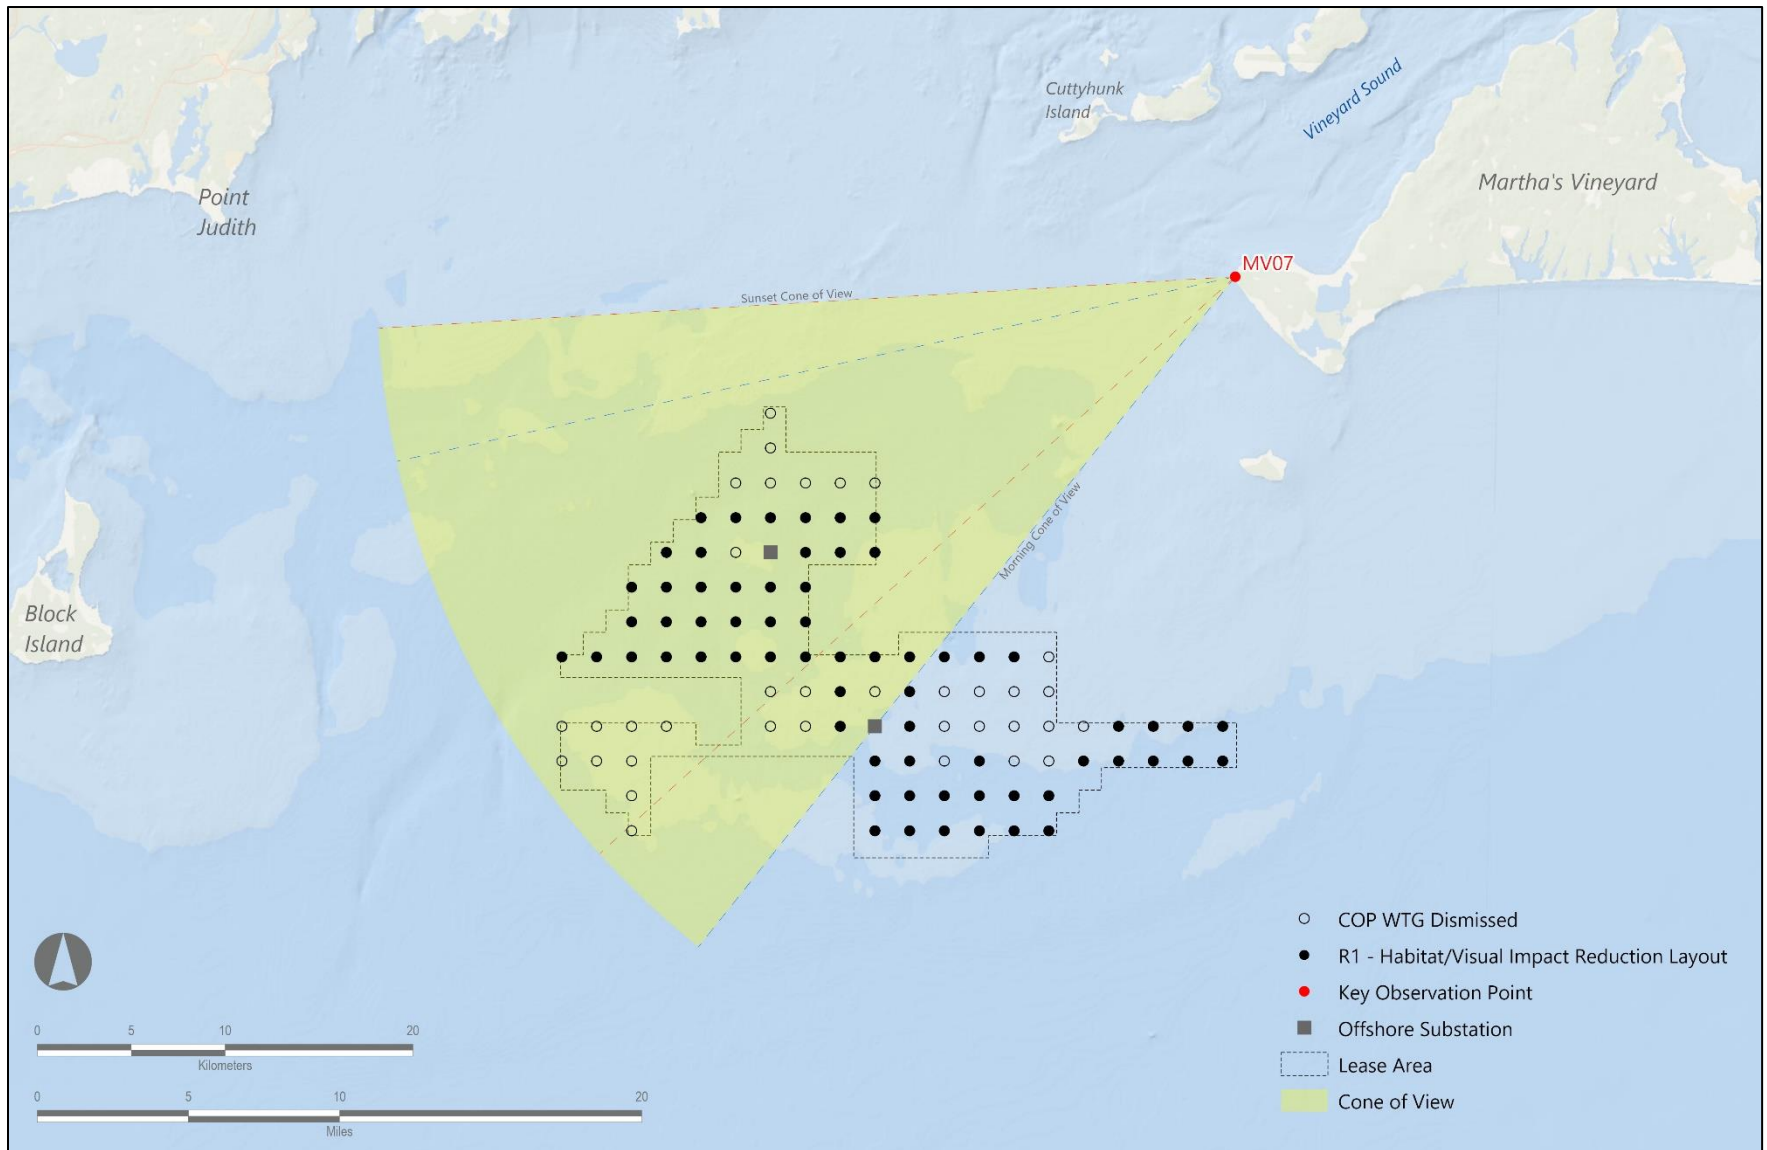 Cuttyhunk
Island
Vineyard Sound
Martha's Vineyard
Point
Judith
MV07
Sunset Cone of View
Morning Cone of View
Block
Island
COP WTG Dismissed
R1 - Habitat/Visual Impact Reduction Layout
Key Observation Point
Offshore Substation
Lease Area
Cone of View
0 5 10 20
Kilometers
0 5 10 20
Miles